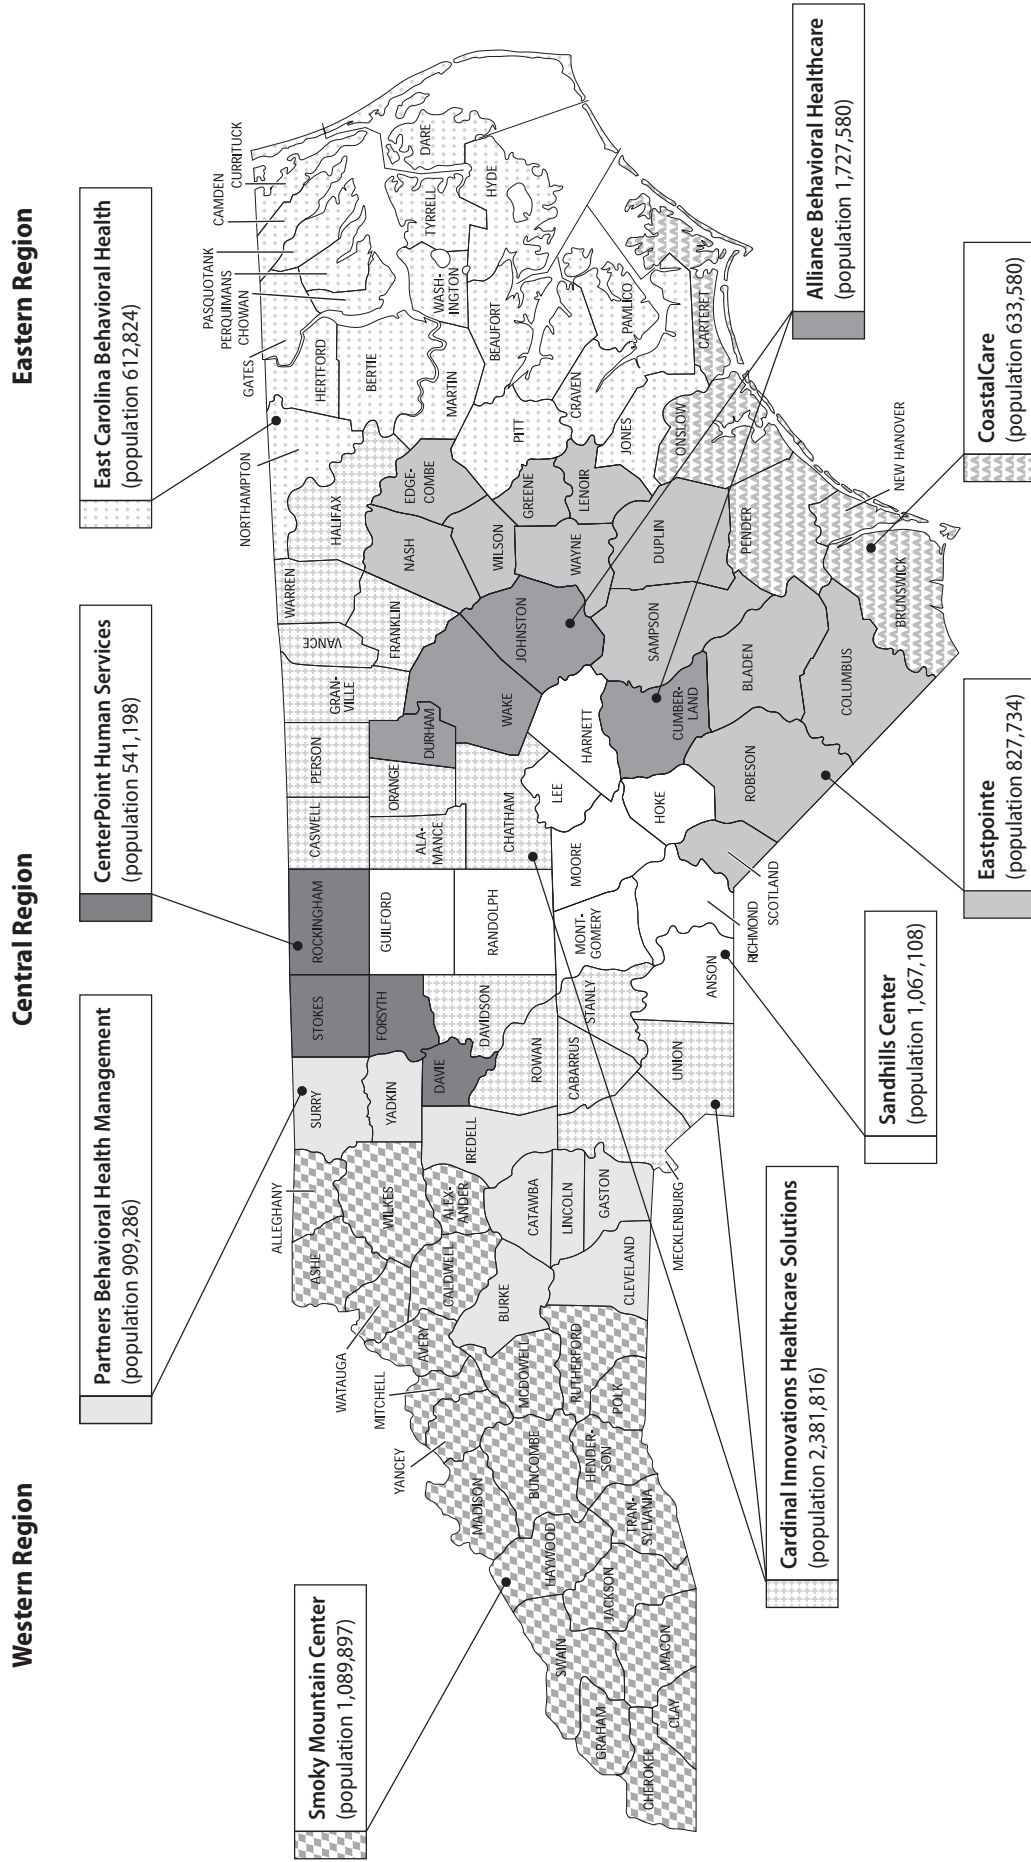 Western Region
Central Region
Eastern Region
Smoky Mountain Center
(population 1,089,897)
Partners Behavioral Health Management
(population 909,286)
CenterPoint Human Services
(population 541,198)
East Carolina Behavioral Health
(population 612,824)
Cardinal Innovations Healthcare Solutions
(population 2,381,816)
Sandhills Center
(population 1,067,108)
Eastpointe
(population 827,734)
CoastalCare
(population 633,580)
Alliance Behavioral Healthcare
(population 1,727,580)
CHEROKEE
GRAHAM
CLAY
SWAIN
MACON
JACKSON
HAYWOOD
TRAN-
SYLVANIA
MADISON
BUNCOMBE
HENDER-
SON
YANCEY
MITCHELL
MCDOWELL
RUTHERFORD
POLK
WATAUGA
AVERY
BURKE
CLEVELAND
ASHE
CALDWELL
ALLEGHANY
WILKES
ALEX-
ANDER
CATAWBA
LINCOLN
GASTON
MECKLENBURG
SURRY
YADKIN
IREDELL
STOKES
FORSYTH
DAVIE
DAVIDSON
ROWAN
CABARRUS
STANLY
UNION
ROCKINGHAM
GUILFORD
RANDOLPH
MONT-
GOMERY
ANSON
RICHMOND
SCOTLAND
CASWELL
ALA-
MANCE
ORANGE
CHATHAM
MOORE
LEE
HOKE
PERSON
DURHAM
HARNETT
CUMBER-
LAND
ROBESON
GRAN-
VILLE
WAKE
VANCE
WARREN
FRANKLIN
JOHNSTON
SAMPSON
BLADEN
COLUMBUS
BRUNSWICK
NORTHAMPTON
HALIFAX
NASH
EDGE-
COMBE
WILSON
WAYNE
GREENE
LENOIR
DUPLIN
PENDER
NEW HANOVER
GATES
HERTFORD
BERTIE
MARTIN
PITT
CRAVEN
JONES
ONSLOW
CHOWAN
PERQUIMANS
PASQUOTANK
CAMDEN
CURRITUCK
WASH-
INGTON
TYRRELL
DARE
HYDE
BEAUFORT
PAMLICO
CARTERET